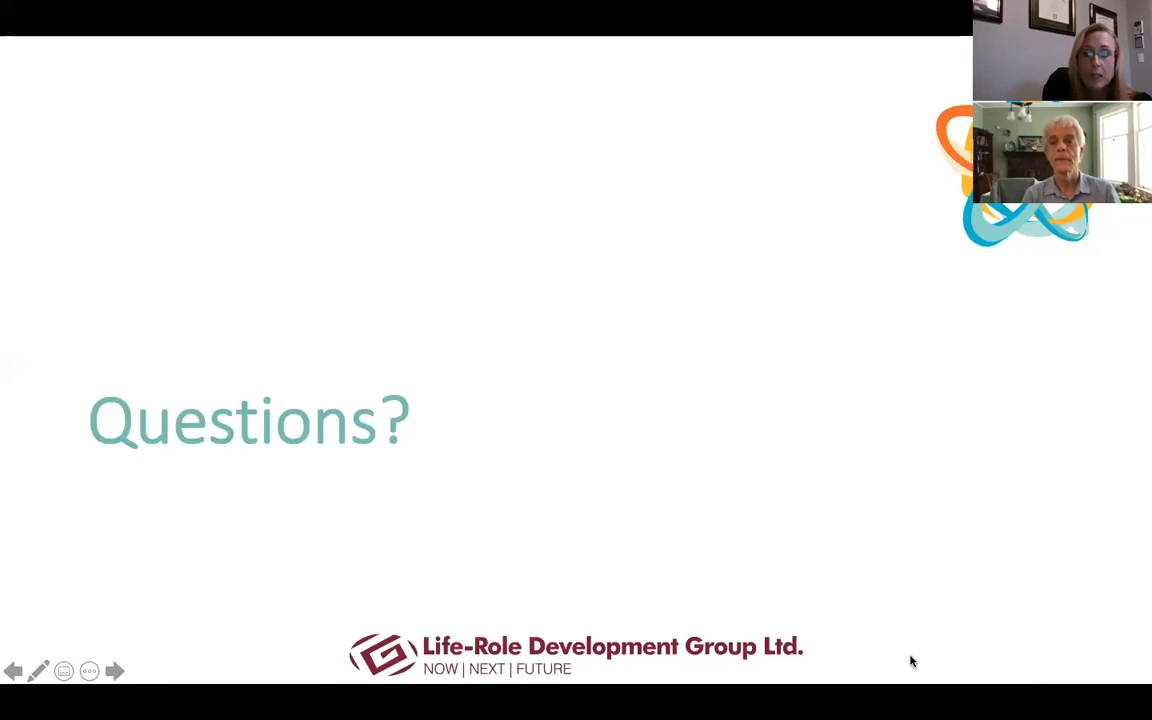 Questions?
Life-Role Development Group Ltd.
NOW | NEXT | FUTURE